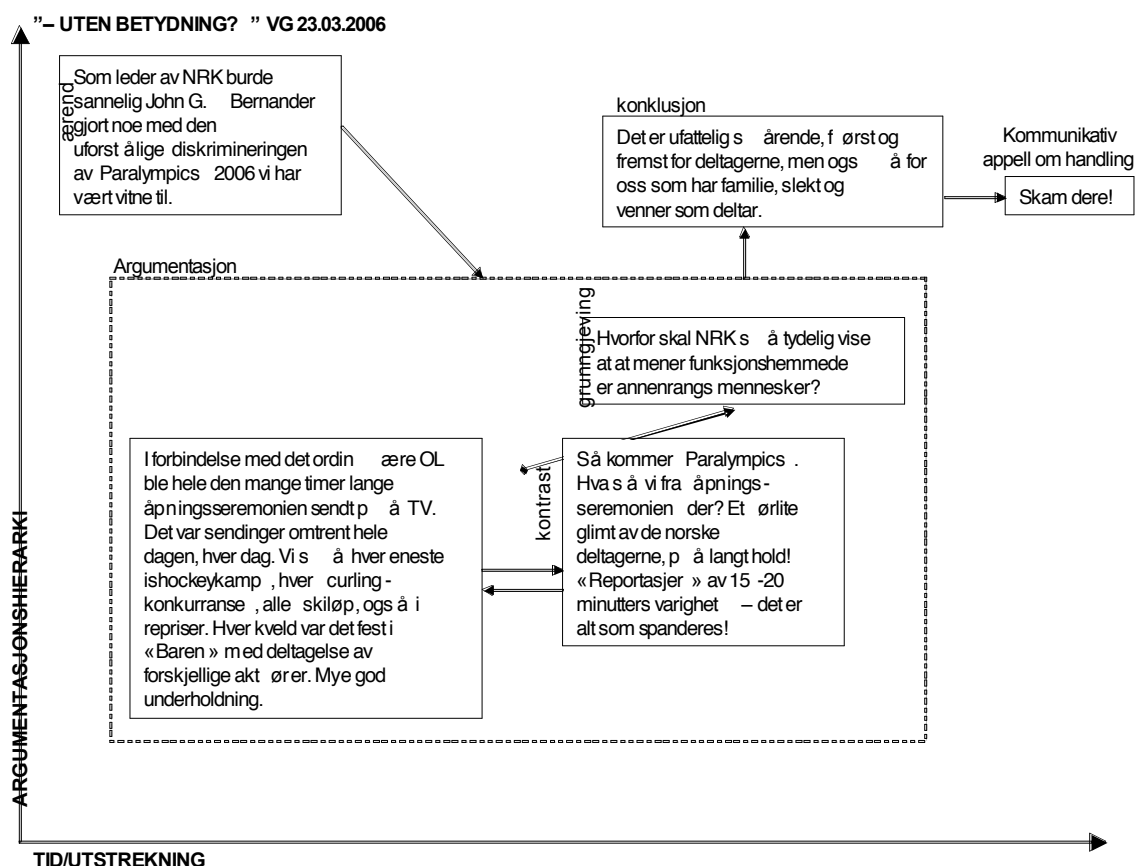 ”– UTEN BETYDNING? ” VG 23.03.2006
ærend
Som leder av NRK burde
sannelig John G. Bernander
gjort noe med den
uforståelige diskrimineringen
av Paralympics 2006 vi har
vært vitne til.
konklusjon
Det er ufattelig sårende, først og
fremst for deltagerne, men også for
oss som har familie, slekt og
venner som deltar.
Kommunikativ
appell om handling
Skam dere!
Argumentasjon
grunngieving
Hvorfor skal NRK så tydelig vise
at at mener funksjonshemmede
er annenrangs mennesker?
I forbindelse med det ordinære OL
ble hele den mange timer lange
åpningsseremonien sendt på TV.
Det var sendinger omtrent hele
dagen, hver dag. Vi så hver eneste
ishockeykamp, hver curling-
konkurranse, alle skiløp, også i
repriser. Hver kveld var det fest i
«Baren» med deltagelse av
forskjellige aktører. Mye god
underholdning.
kontrast
Så kommer Paralympics.
Hva så vi fra åpnings-
seremonien der? Et ørlite
glimt av de norske
deltagerne, på langt hold!
«Reportasjer» av 15-20
minutters varighet – det er
alt som spanderes!
ARGUMENTASJONSHIERARKI
TID/UTSTREKNING